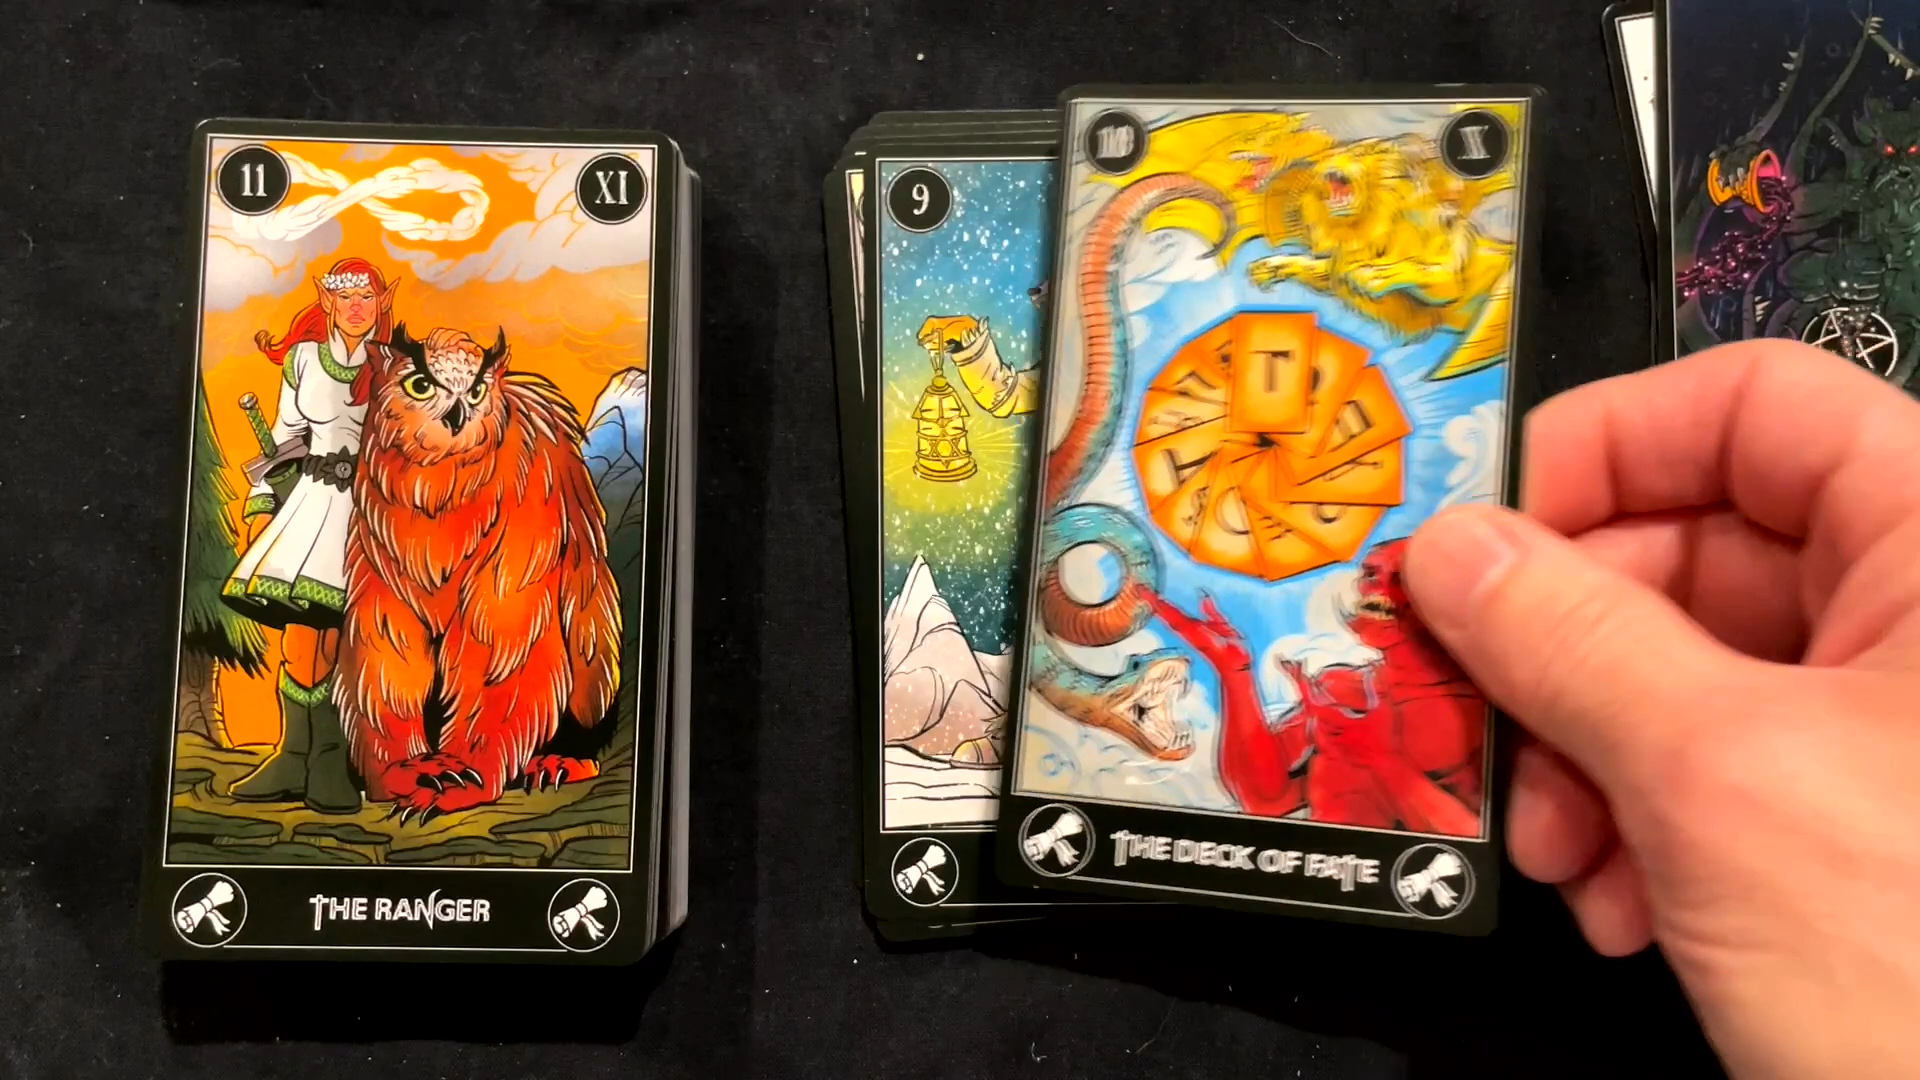 11
XI
THE RANGER
9
10
X
T
THE DECK OF FATE